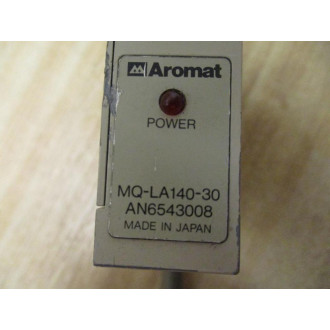 Aromat
POWER
MQ-LA140-30
AN6543008
MADE IN JAPAN